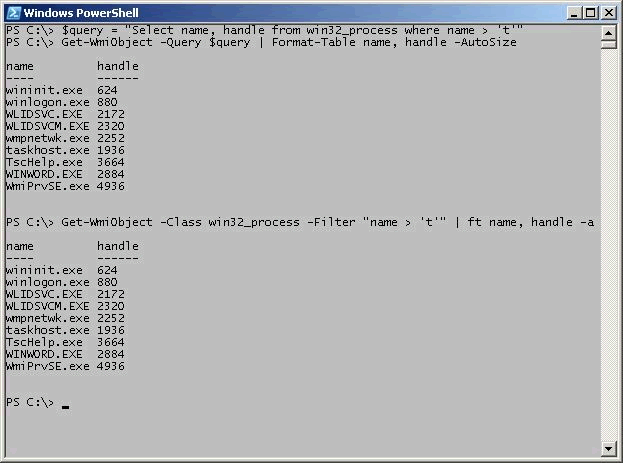 Windows PowerShell
PS C:\> $query = "Select name, handle from win32_process where name > 't'"
PS C:\> Get-WmiObject -Query $query | Format-Table name, handle -AutoSize
name handle
---- ------
wininit.exe 624
winlogon.exe 880
WLIDSVC.EXE 2172
WLIDSVCM.EXE 2320
wmpnetwk.exe 2252
taskhost.exe 1936
TscHelp.exe 3664
WINWORD.EXE 2884
WmiPrvSE.exe 4936
PS C:\> Get-WmiObject -Class win32_process -Filter "name > 't'" | ft name, handle -a
name handle
---- ------
wininit.exe 624
winlogon.exe 880
WLIDSVC.EXE 2172
WLIDSVCM.EXE 2320
wmpnetwk.exe 2252
taskhost.exe 1936
TscHelp.exe 3664
WINWORD.EXE 2884
WmiPrvSE.exe 4936
PS C:\> _